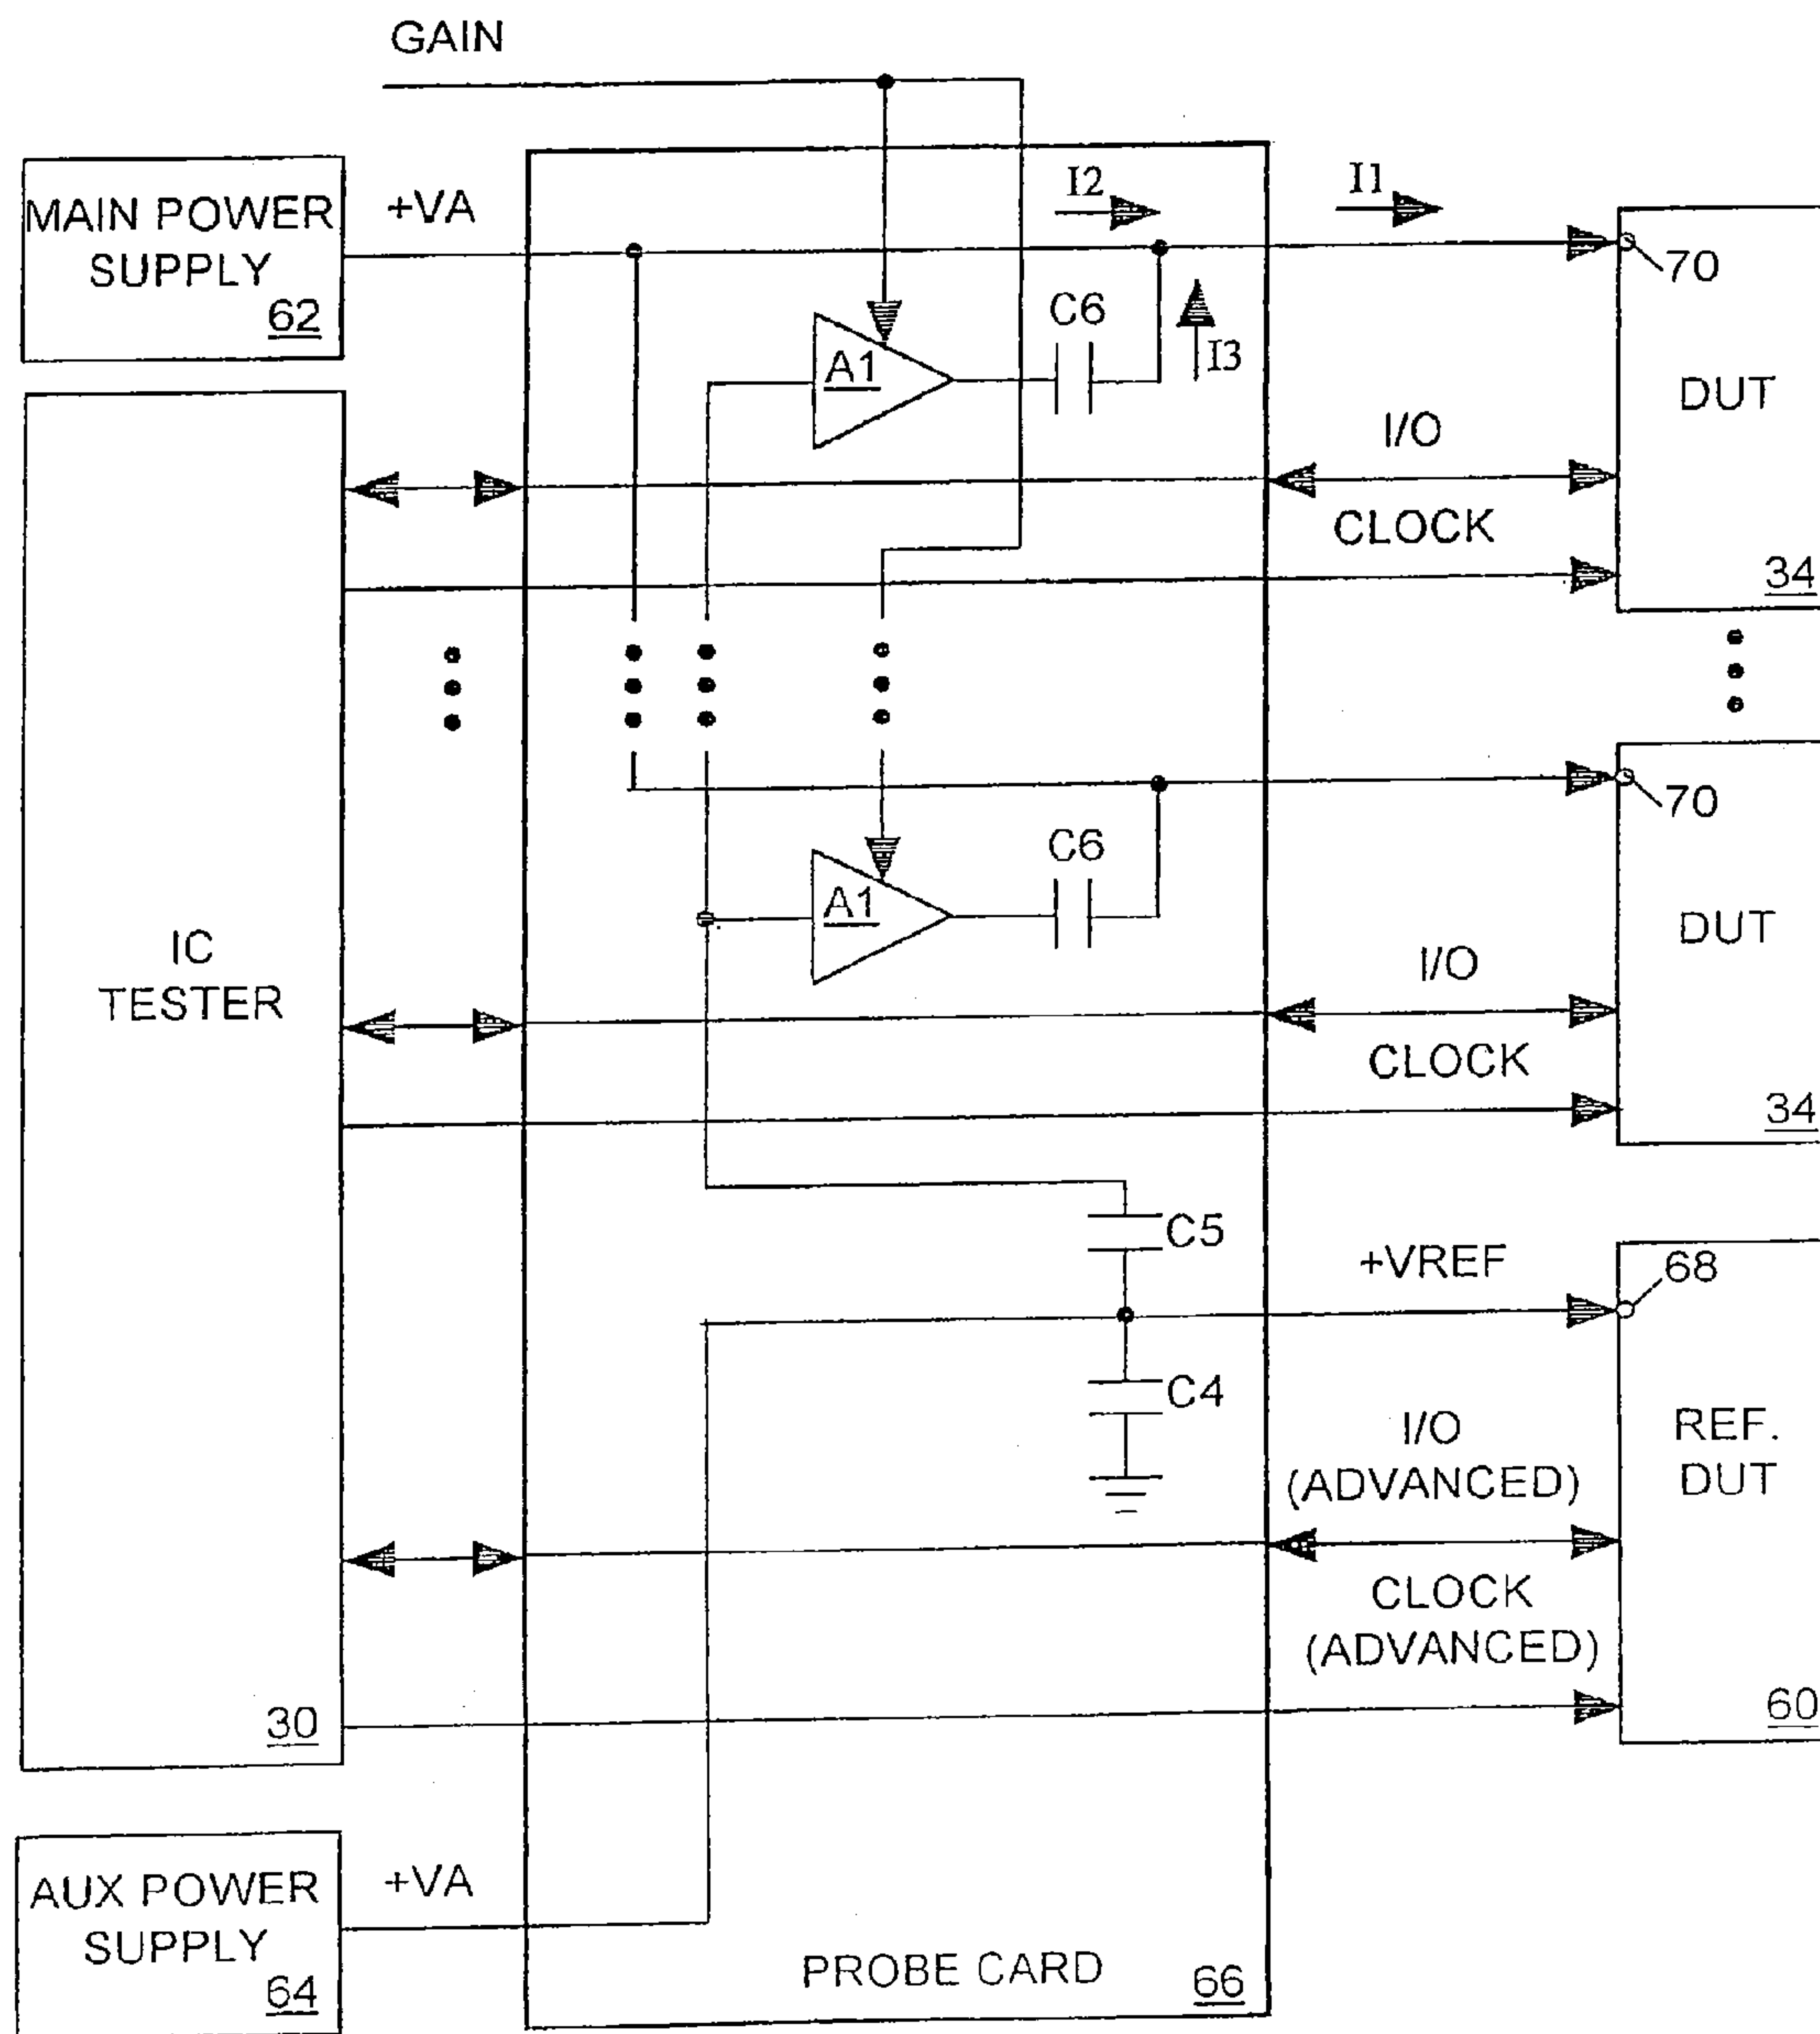 GAIN
MAIN POWER
SUPPLY
62
+VA
I2
I1
70
A1
C6
I3
DUT
I/O
CLOCK
34
70
A1
C6
DUT
IC
TESTER
I/O
CLOCK
34
C5
+VREF
68
C4
I/O
(ADVANCED)
REF.
DUT
CLOCK
(ADVANCED)
30
60
AUX POWER
SUPPLY
64
+VA
PROBE CARD
66